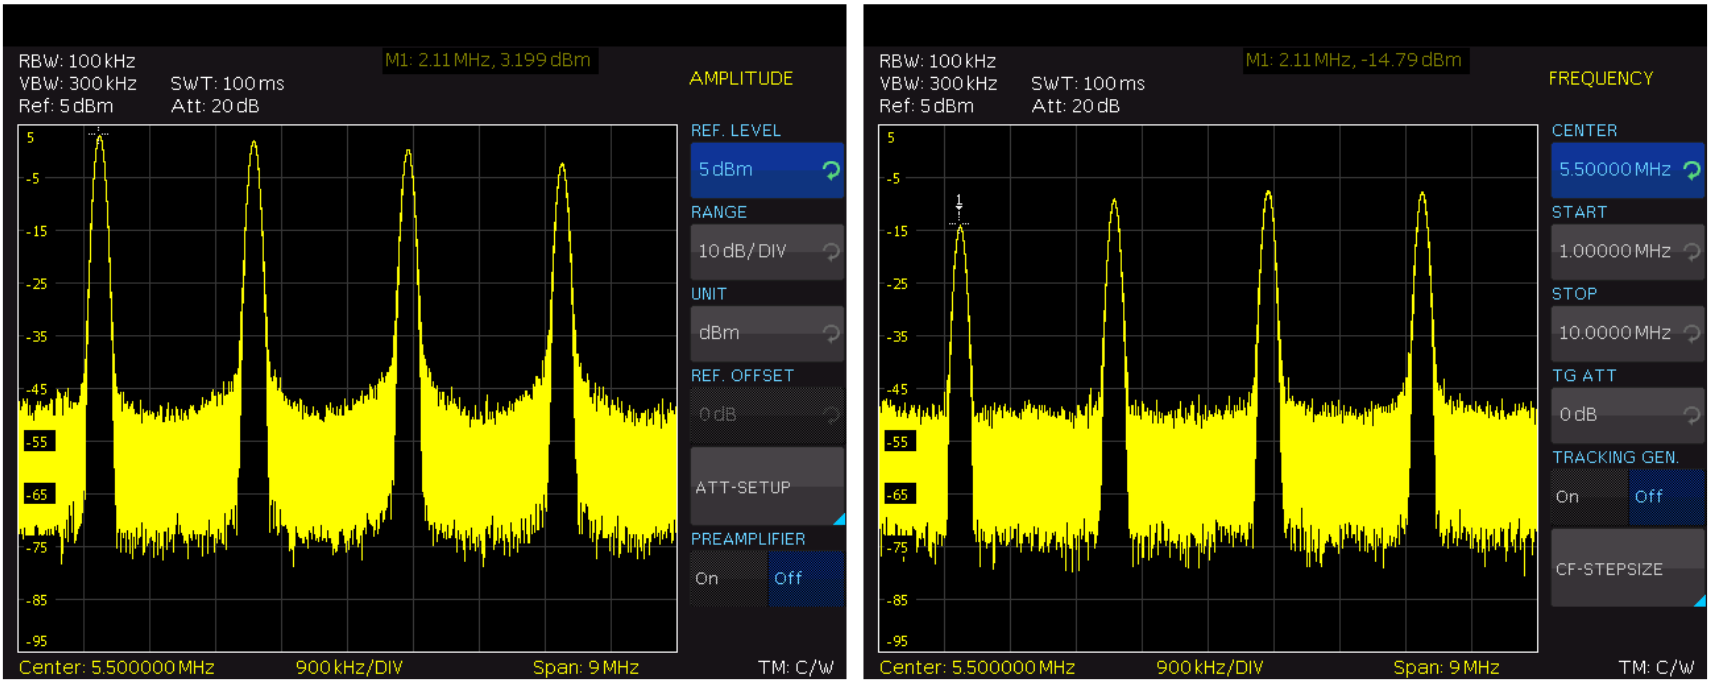 RBW: 100 kHz
VBW: 300 kHz SWT: 100 ms
Ref: 5 dBm Att: 20 dB
M1: 2.11 MHz, 3.199 dBm
5
-5
-15
-25
-35
-45
-55
-65
-75
-85
-95
Center: 5.500000 MHz 900 kHz/DIV Span: 9 MHz TM: C/W
AMPLITUDE
REF. LEVEL
5 dBm
RANGE
10 dB/DIV
UNIT
dBm
REF. OFFSET
0 dB
ATT-SETUP
PREAMPLIFIER
On Off
RBW: 100 kHz
VBW: 300 kHz SWT: 100 ms
Ref: 5 dBm Att: 20 dB
M1: 2.11 MHz, -14.79 dBm
1
5
-5
-15
-25
-35
-45
-55
-65
-75
-85
-95
Center: 5.500000 MHz 900 kHz/DIV Span: 9 MHz TM: C/W
FREQUENCY
CENTER
5.50000 MHz
START
1.00000 MHz
STOP
10.0000 MHz
TG ATT
0 dB
TRACKING GEN.
On Off
CF-STEPSIZE